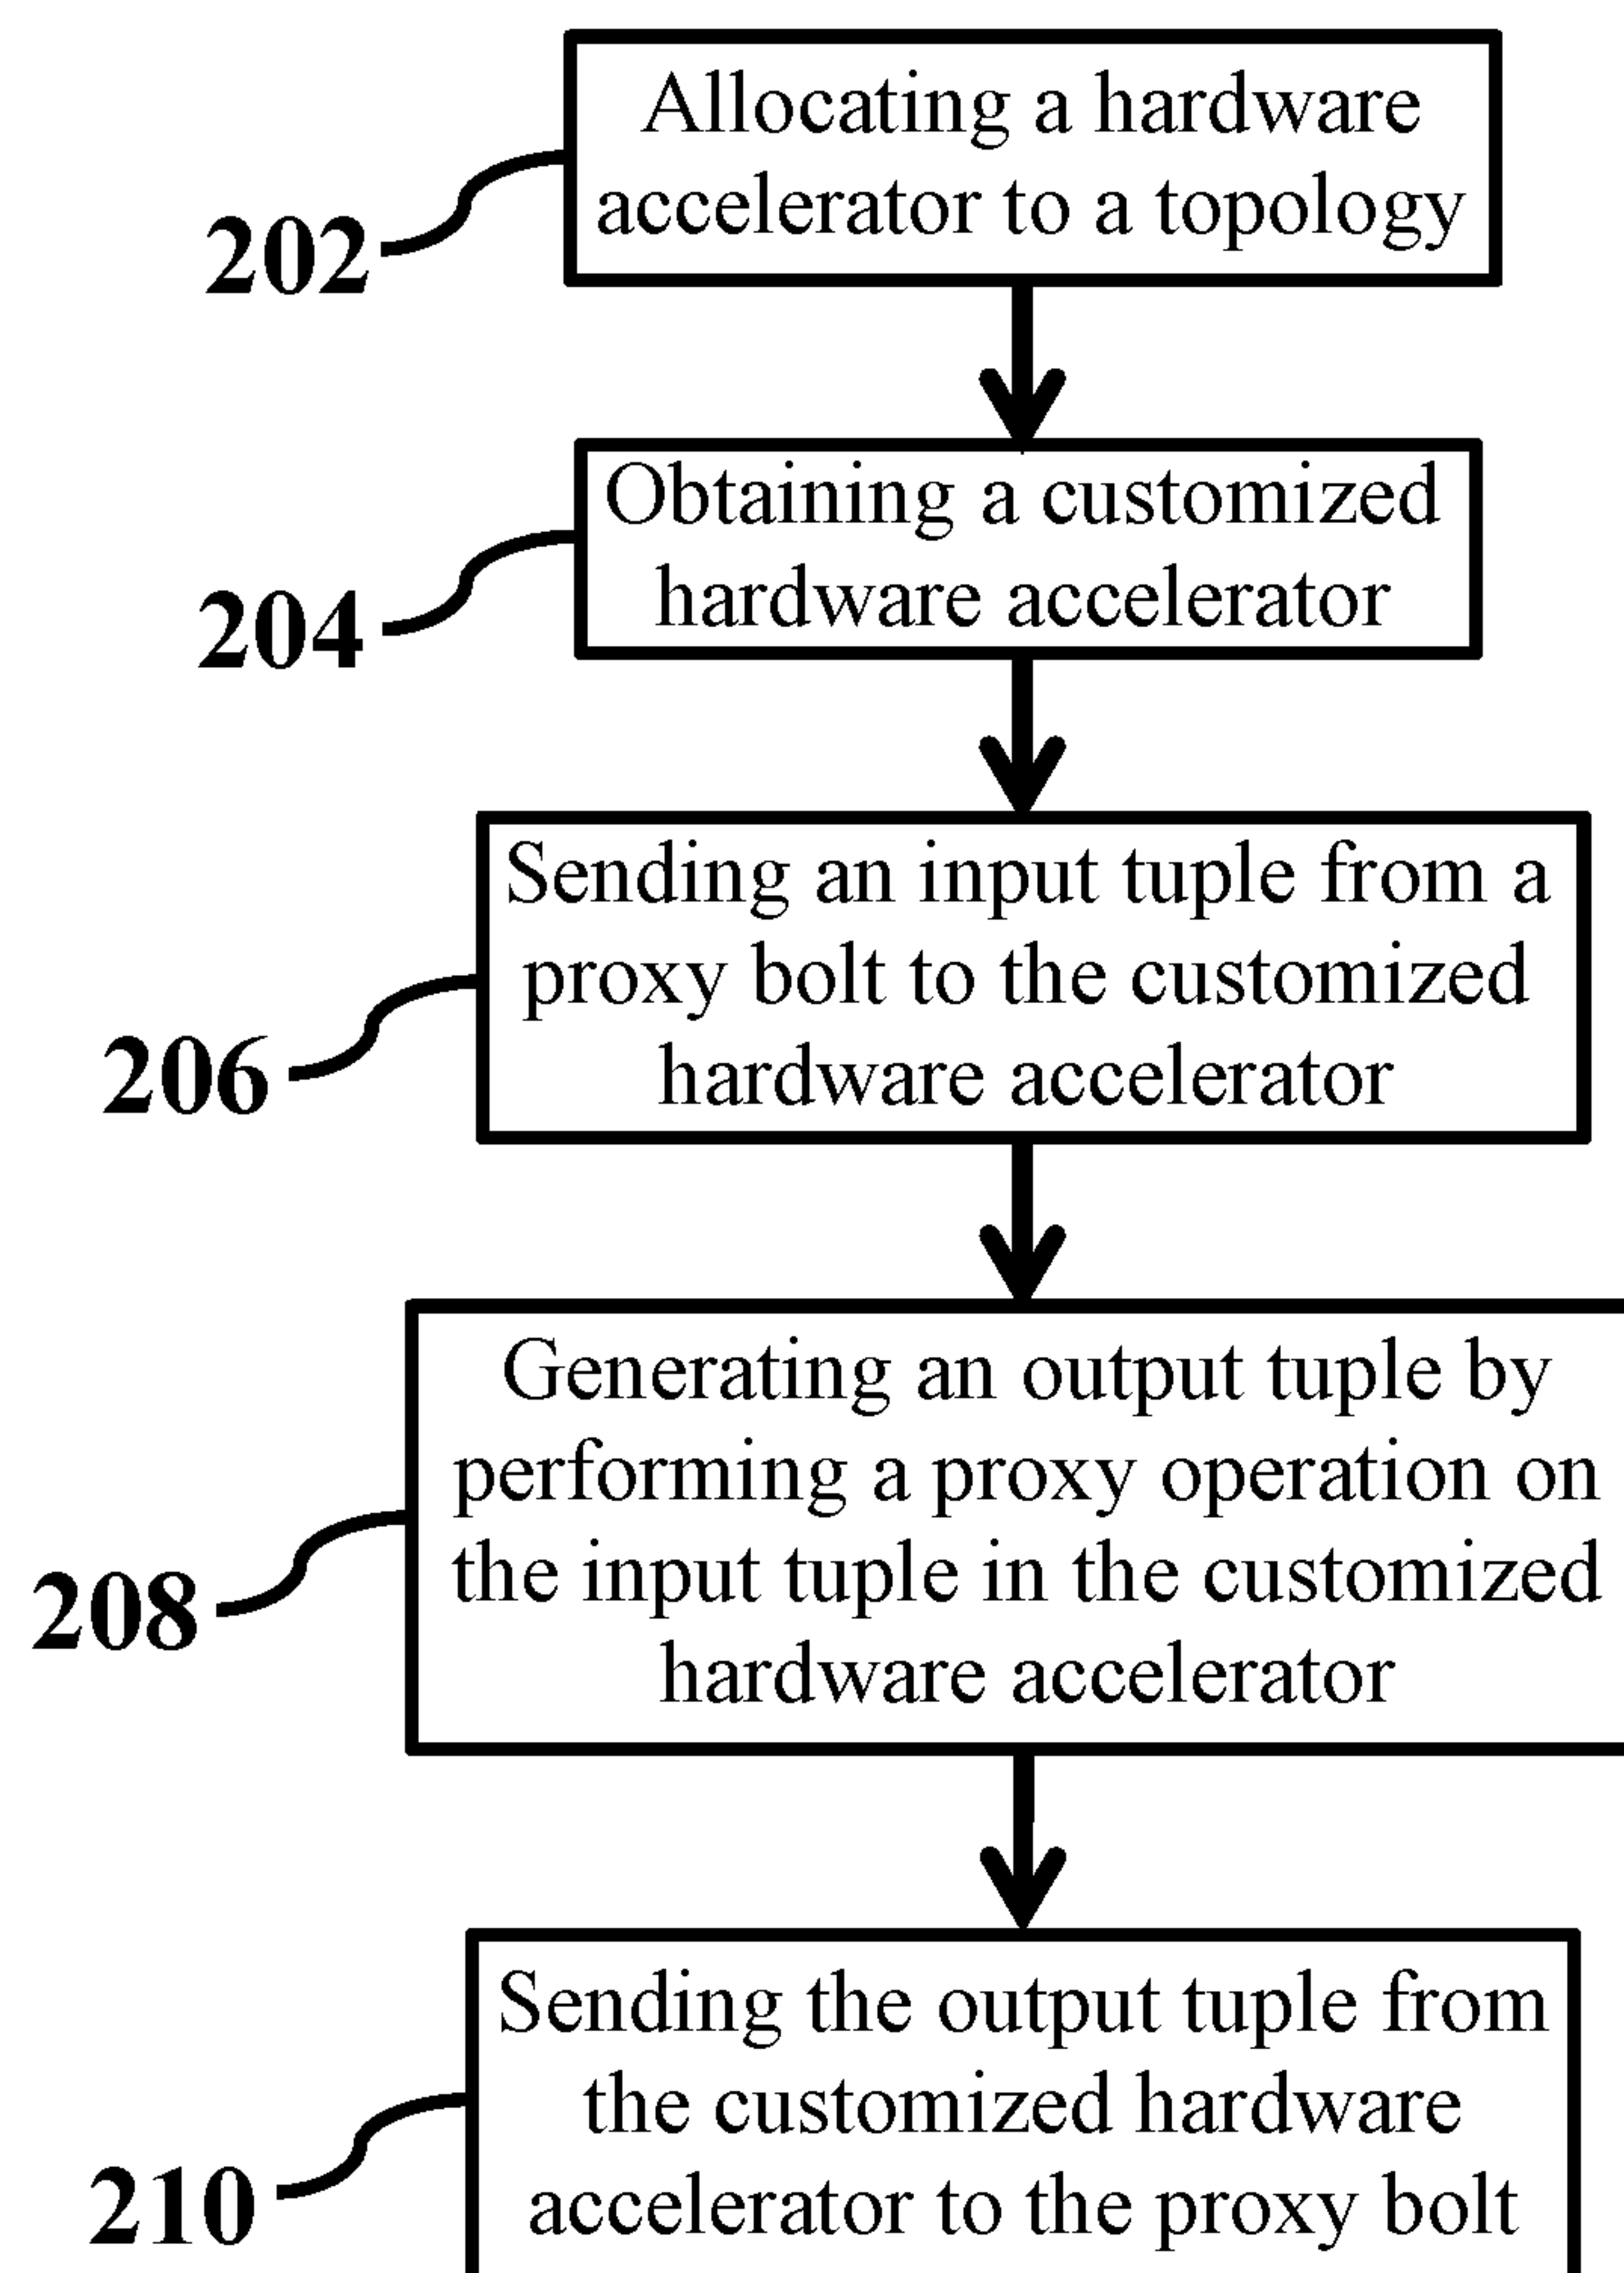 Allocating a hardware
accelerator to a topology
202
Obtaining a customized
hardware accelerator
204
Sending an input tuple from a
proxy bolt to the customized
hardware accelerator
206
Generating an output tuple by
performing a proxy operation on
the input tuple in the customized
hardware accelerator
208
Sending the output tuple from
the customized hardware
accelerator to the proxy bolt
210